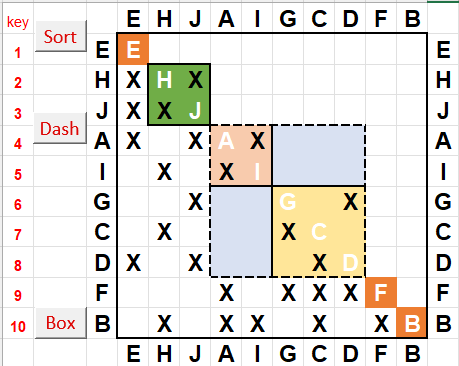 key E H J A I G C D F B
Sort
1 E E E
2 H X H X H
3 J X X J J
Dash
4 A X X A X A
5 I X X I I
6 G X G X G
7 C X X C C
8 D X X X D D
9 F X X X X F F
10 Box B X X X X X B B
E H J A I G C D F B